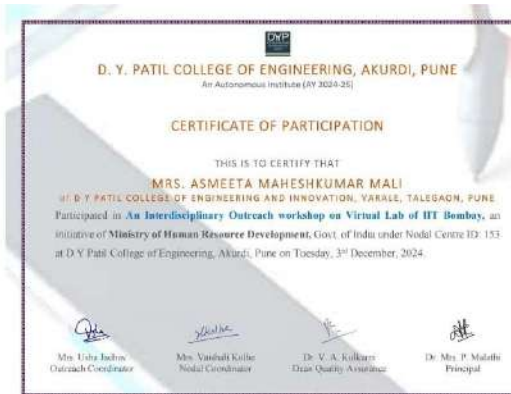 DYP
D. Y. PATIL COLLEGE OF ENGINEERING, AKURDI, PUNE
An Autonomous Institute (AY 2024-25)
CERTIFICATE OF PARTICIPATION
THIS IS TO CERTIFY THAT
MRS. ASMEETA MAHESHKUMAR MALI
of D Y PATIL COLLEGE OF ENGINEERING AND INNOVATION, VARALE, TALEGAON, PUNE
Participated in An Interdisciplinary Outreach workshop on Virtual Lab of IIT Bombay, an
initiative of Ministry of Human Resource Development, Govt. of India under Nodal Centre ID: 153
at D Y Patil College of Engineering, Akurdi, Pune on Tuesday, 3rd December, 2024.
Mrs. Usha Jadhav Mrs. Vaishali Kolhe Dr. V. A. Kulkarni Dr. Mrs. P. Malathi
Outreach Coordinator Nodal Coordinator Dean Quality Assurance Principal